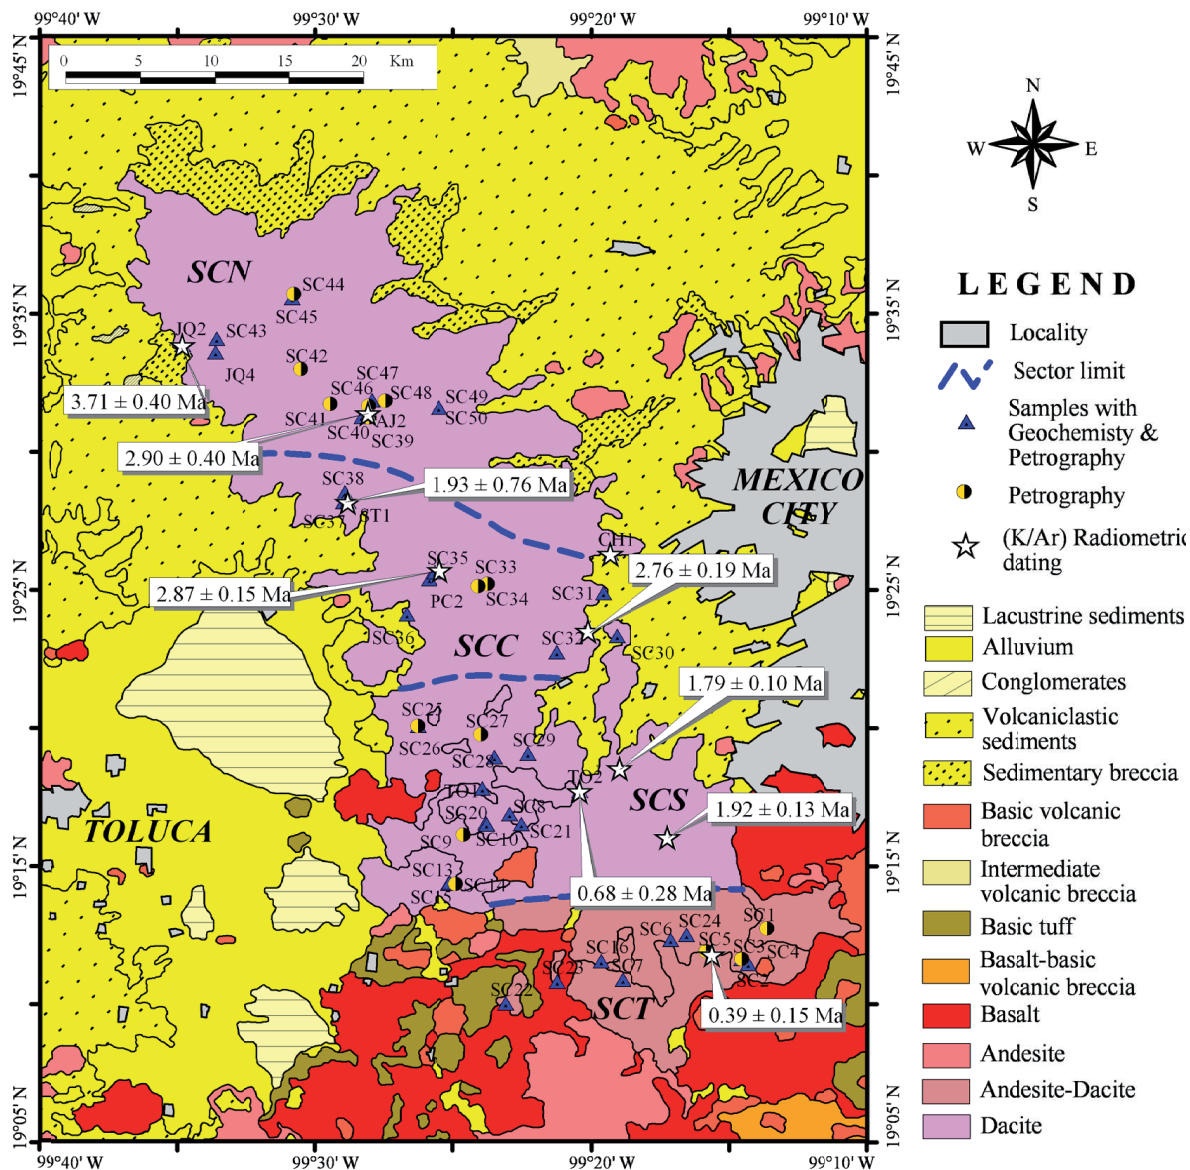 99°40' W
99°30' W
99°20' W
99°10' W
19°45' N
19°45' N
0
5
10
15
20
Km
N
W
E
S
SCN
SC44
SC45
19°35' N
19°35' N
JQ2
SC43
JQ4
SC42
SC47
SC46
SC48
SC49
SC50
SC41
SC40
AJ2
SC39
3.71 ± 0.40 Ma
2.90 ± 0.40 Ma
SC38
1.93 ± 0.76 Ma
SC37
ST1
MEXICO
CITY
CH1
2.76 ± 0.19 Ma
SC35
SC33
SC34
PC2
2.87 ± 0.15 Ma
19°25' N
19°25' N
SC31
SC36
SCC
SC32
SC30
1.79 ± 0.10 Ma
SC25
SC26
SC27
SC28
SC29
TO2
TO1
SCS
1.92 ± 0.13 Ma
SC20
SC8
SC9
SC10
SC21
TOLUCA
19°15' N
19°15' N
SC13
SC14
SC15
0.68 ± 0.28 Ma
SC1
SC6
SC24
SC5
SC3
SC4
SC2
SC16
SC7
SC23
SC22
SCT
0.39 ± 0.15 Ma
19°05' N
19°05' N
99°40' W
99°30' W
99°20' W
99°10' W
LEGEND
Locality
Sector limit
Samples with
Geochemisty &
Petrography
Petrography
(K/Ar) Radiometric
dating
Lacustrine sediments
Alluvium
Conglomerates
Volcaniclastic
sediments
Sedimentary breccia
Basic volcanic
breccia
Intermediate
volcanic breccia
Basic tuff
Basalt-basic
volcanic breccia
Basalt
Andesite
Andesite-Dacite
Dacite